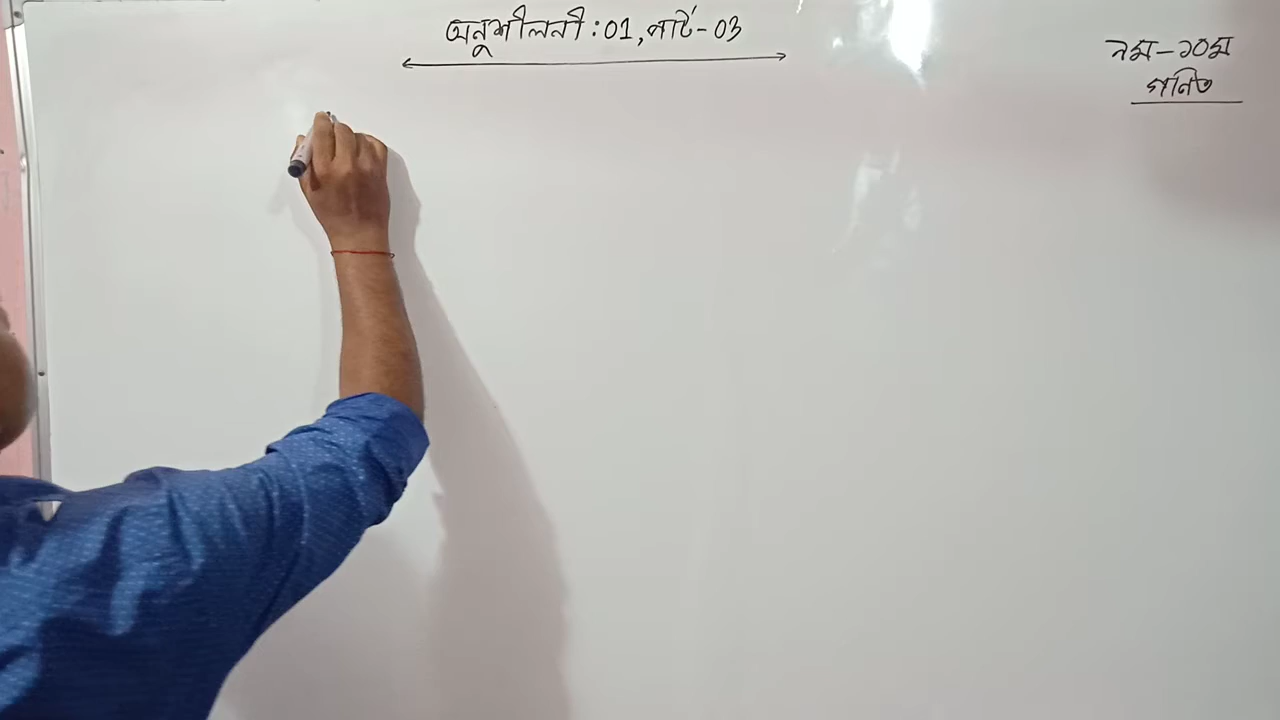 অনুশীলনী : 01, পার্ট - 03
নবম - ১০ম
গণিত